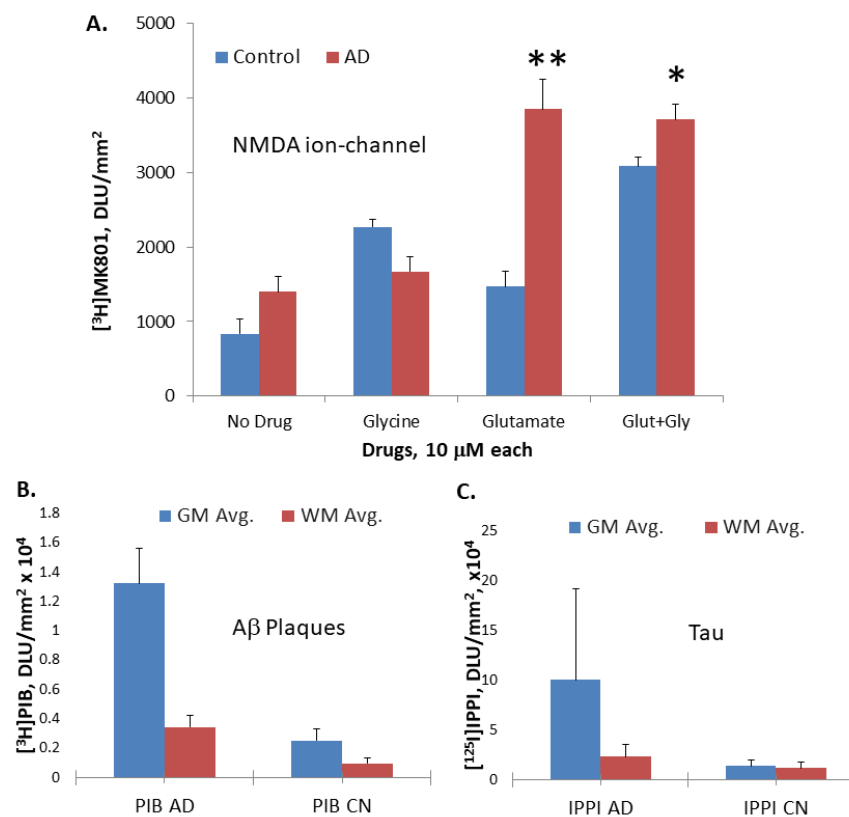 A.
5000
4000
3000
2000
1000
0
[³H]MK801, DLU/mm²
Control AD
NMDA ion-channel
**
*
No Drug Glycine Glutamate Glut+Gly
Drugs, 10 μM each
B.
1.8
1.6
1.4
1.2
1
0.8
0.6
0.4
0.2
0
[³H]PIB, DLU/mm² x 10⁴
GM Avg. WM Avg.
Aβ Plaques
PIB AD PIB CN
C.
25
20
15
10
5
0
[¹²⁵I]IPPI, DLU/mm², x10⁴
GM Avg. WM Avg.
Tau
IPPI AD IPPI CN